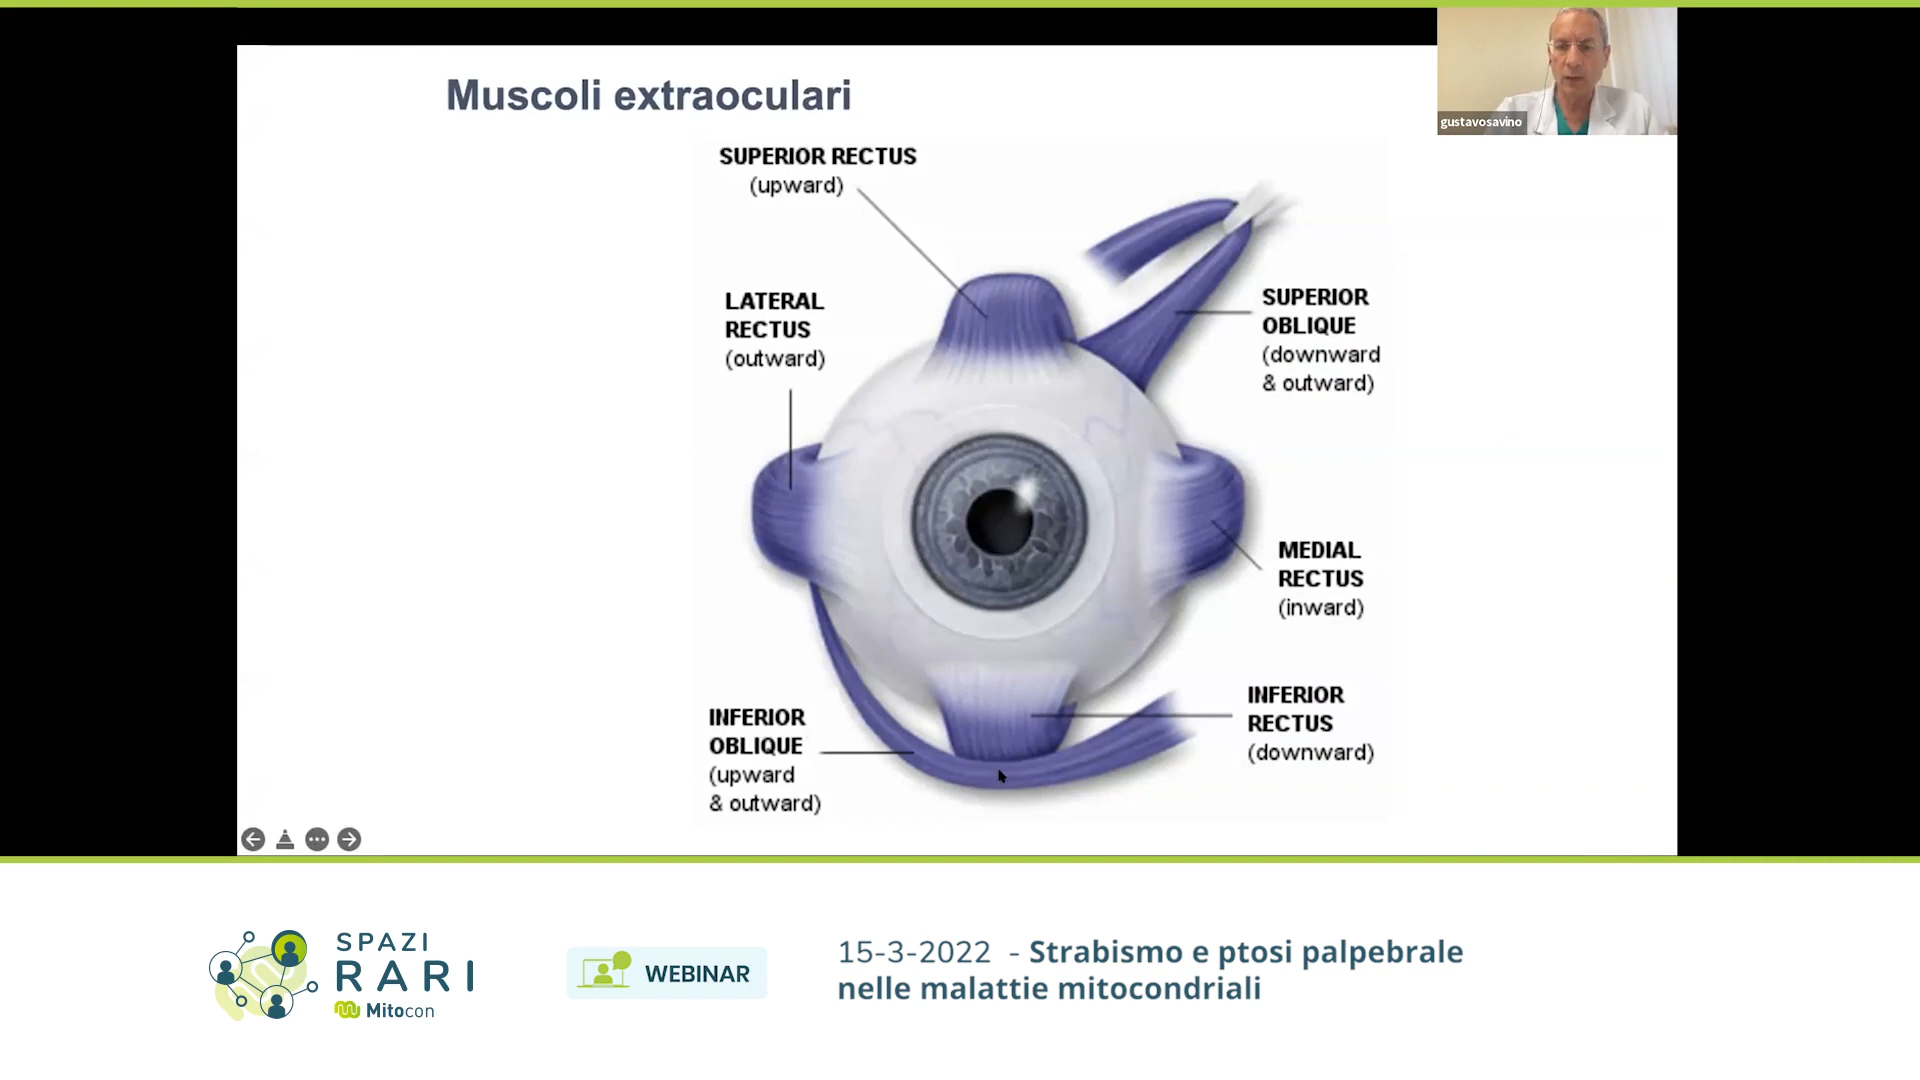 Muscoli extraoculari
gustavosavino
SUPERIOR RECTUS
(upward)
LATERAL
RECTUS
(outward)
SUPERIOR
OBLIQUE
(downward
& outward)
MEDIAL
RECTUS
(inward)
INFERIOR
RECTUS
(downward)
INFERIOR
OBLIQUE
(upward
& outward)
SPAZI
RARI
Mitocon
WEBINAR
15-3-2022 - Strabismo e ptosi palpebrale
nelle malattie mitocondriali